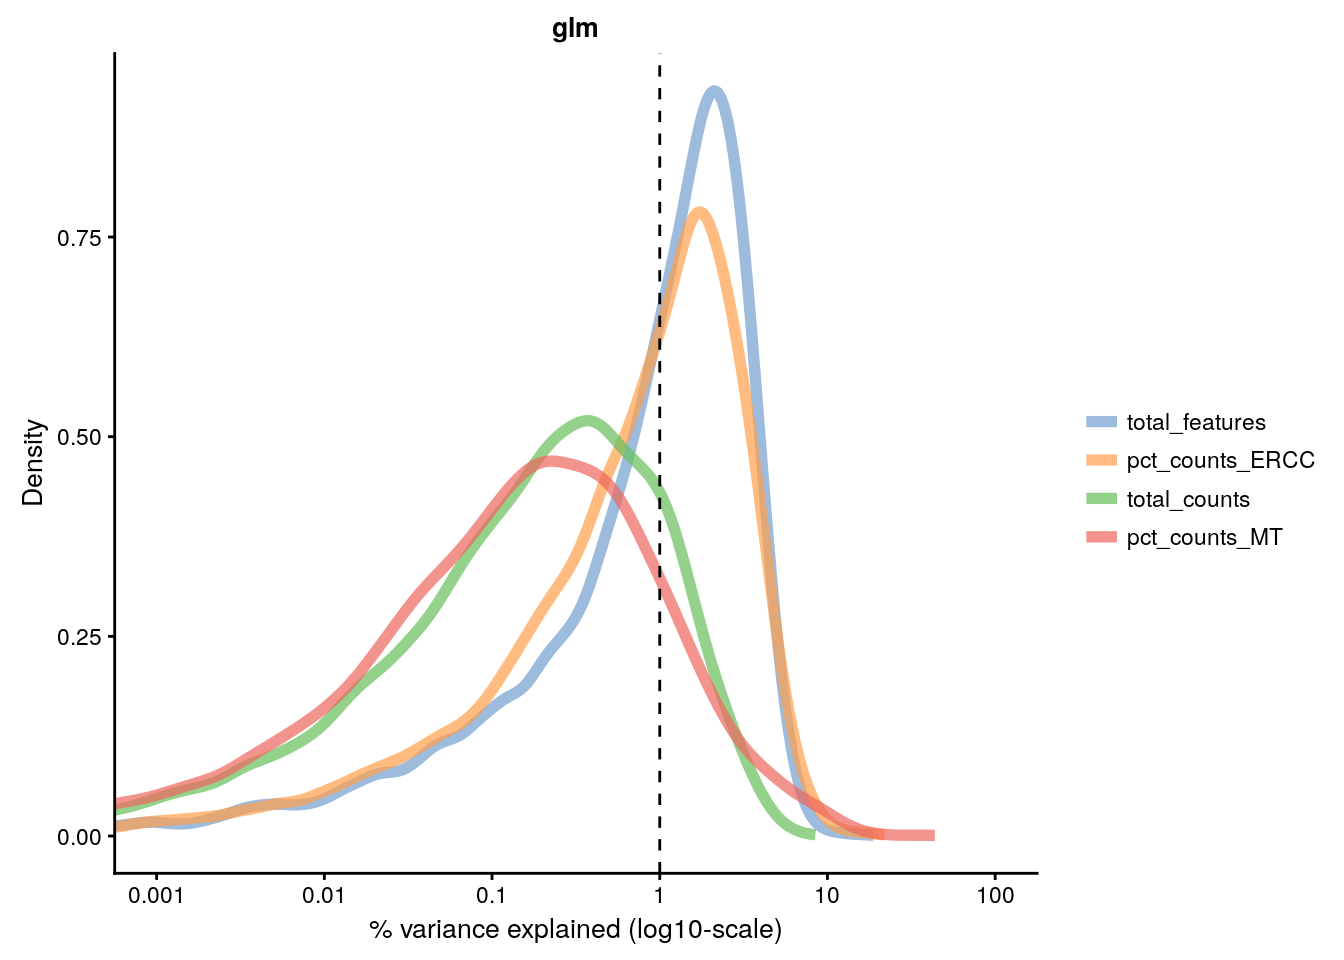 glm
Density
0.75
0.50
0.25
0.00
0.001
0.01
0.1
1
10
100
% variance explained (log10-scale)
total_features
pct_counts_ERCC
total_counts
pct_counts_MT